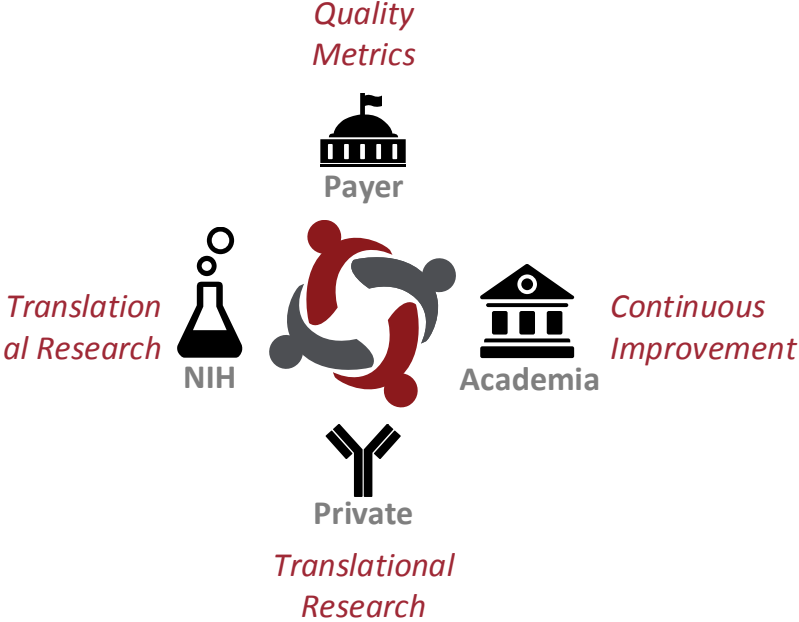 Quality
Metrics
Payer
Translation
al Research
NIH
Continuous
Improvement
Academia
Private
Translational
Research